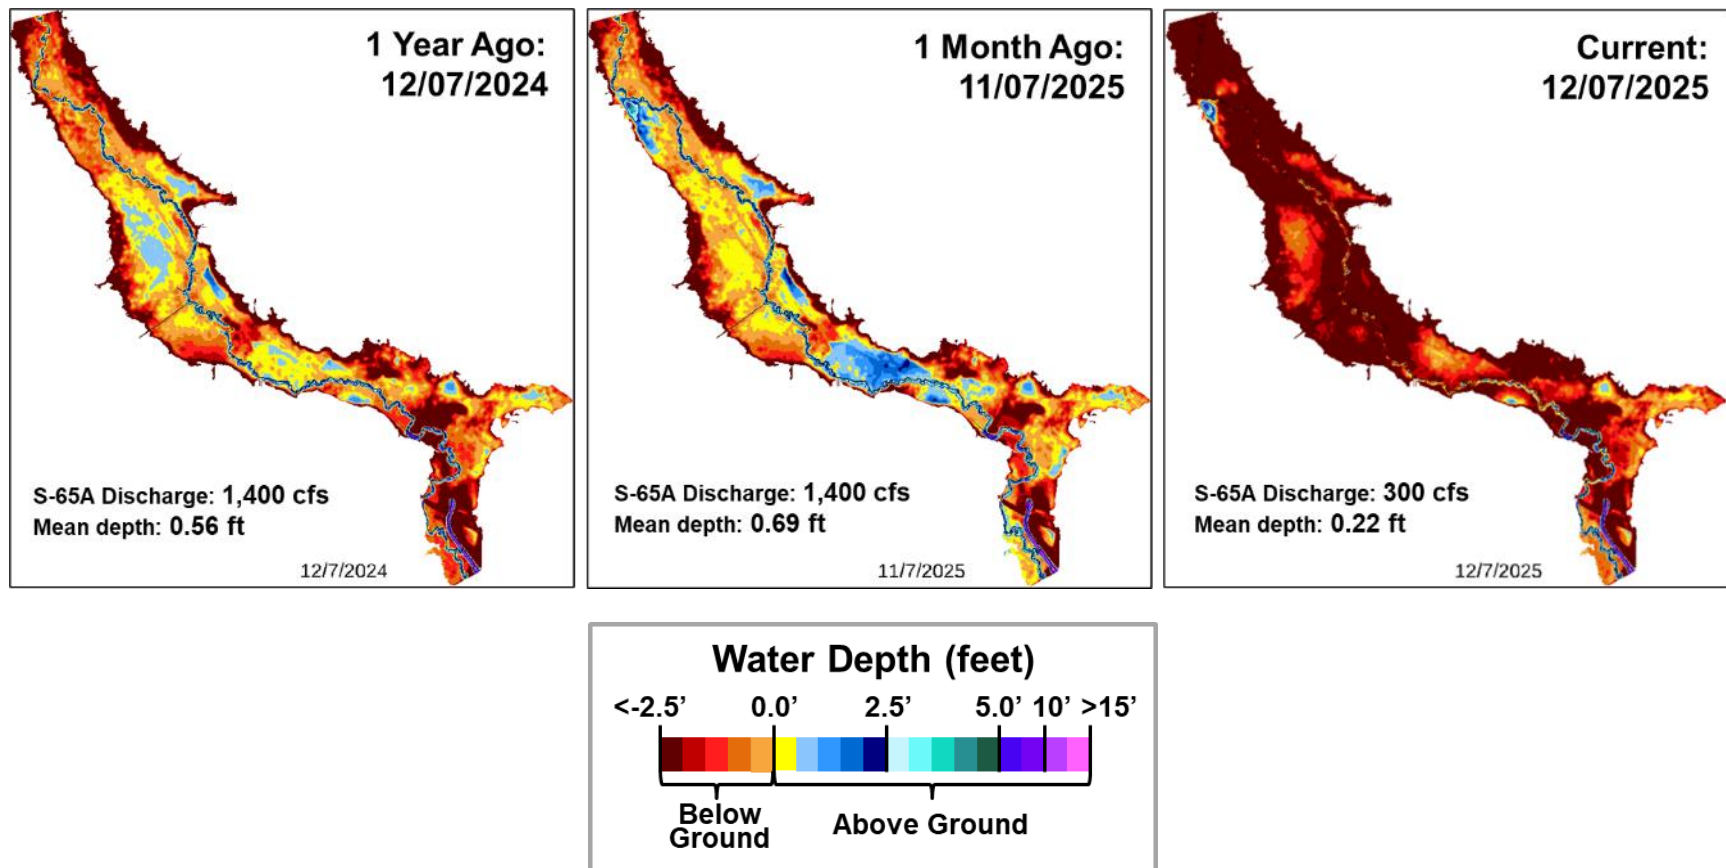 1 Year Ago:
12/07/2024
S-65A Discharge: 1,400 cfs
Mean depth: 0.56 ft
12/7/2024
1 Month Ago:
11/07/2025
S-65A Discharge: 1,400 cfs
Mean depth: 0.69 ft
11/7/2025
Current:
12/07/2025
S-65A Discharge: 300 cfs
Mean depth: 0.22 ft
12/7/2025
Water Depth (feet)
<-2.5’ 0.0’ 2.5’ 5.0’ 10’ >15’
Below
Ground
Above Ground